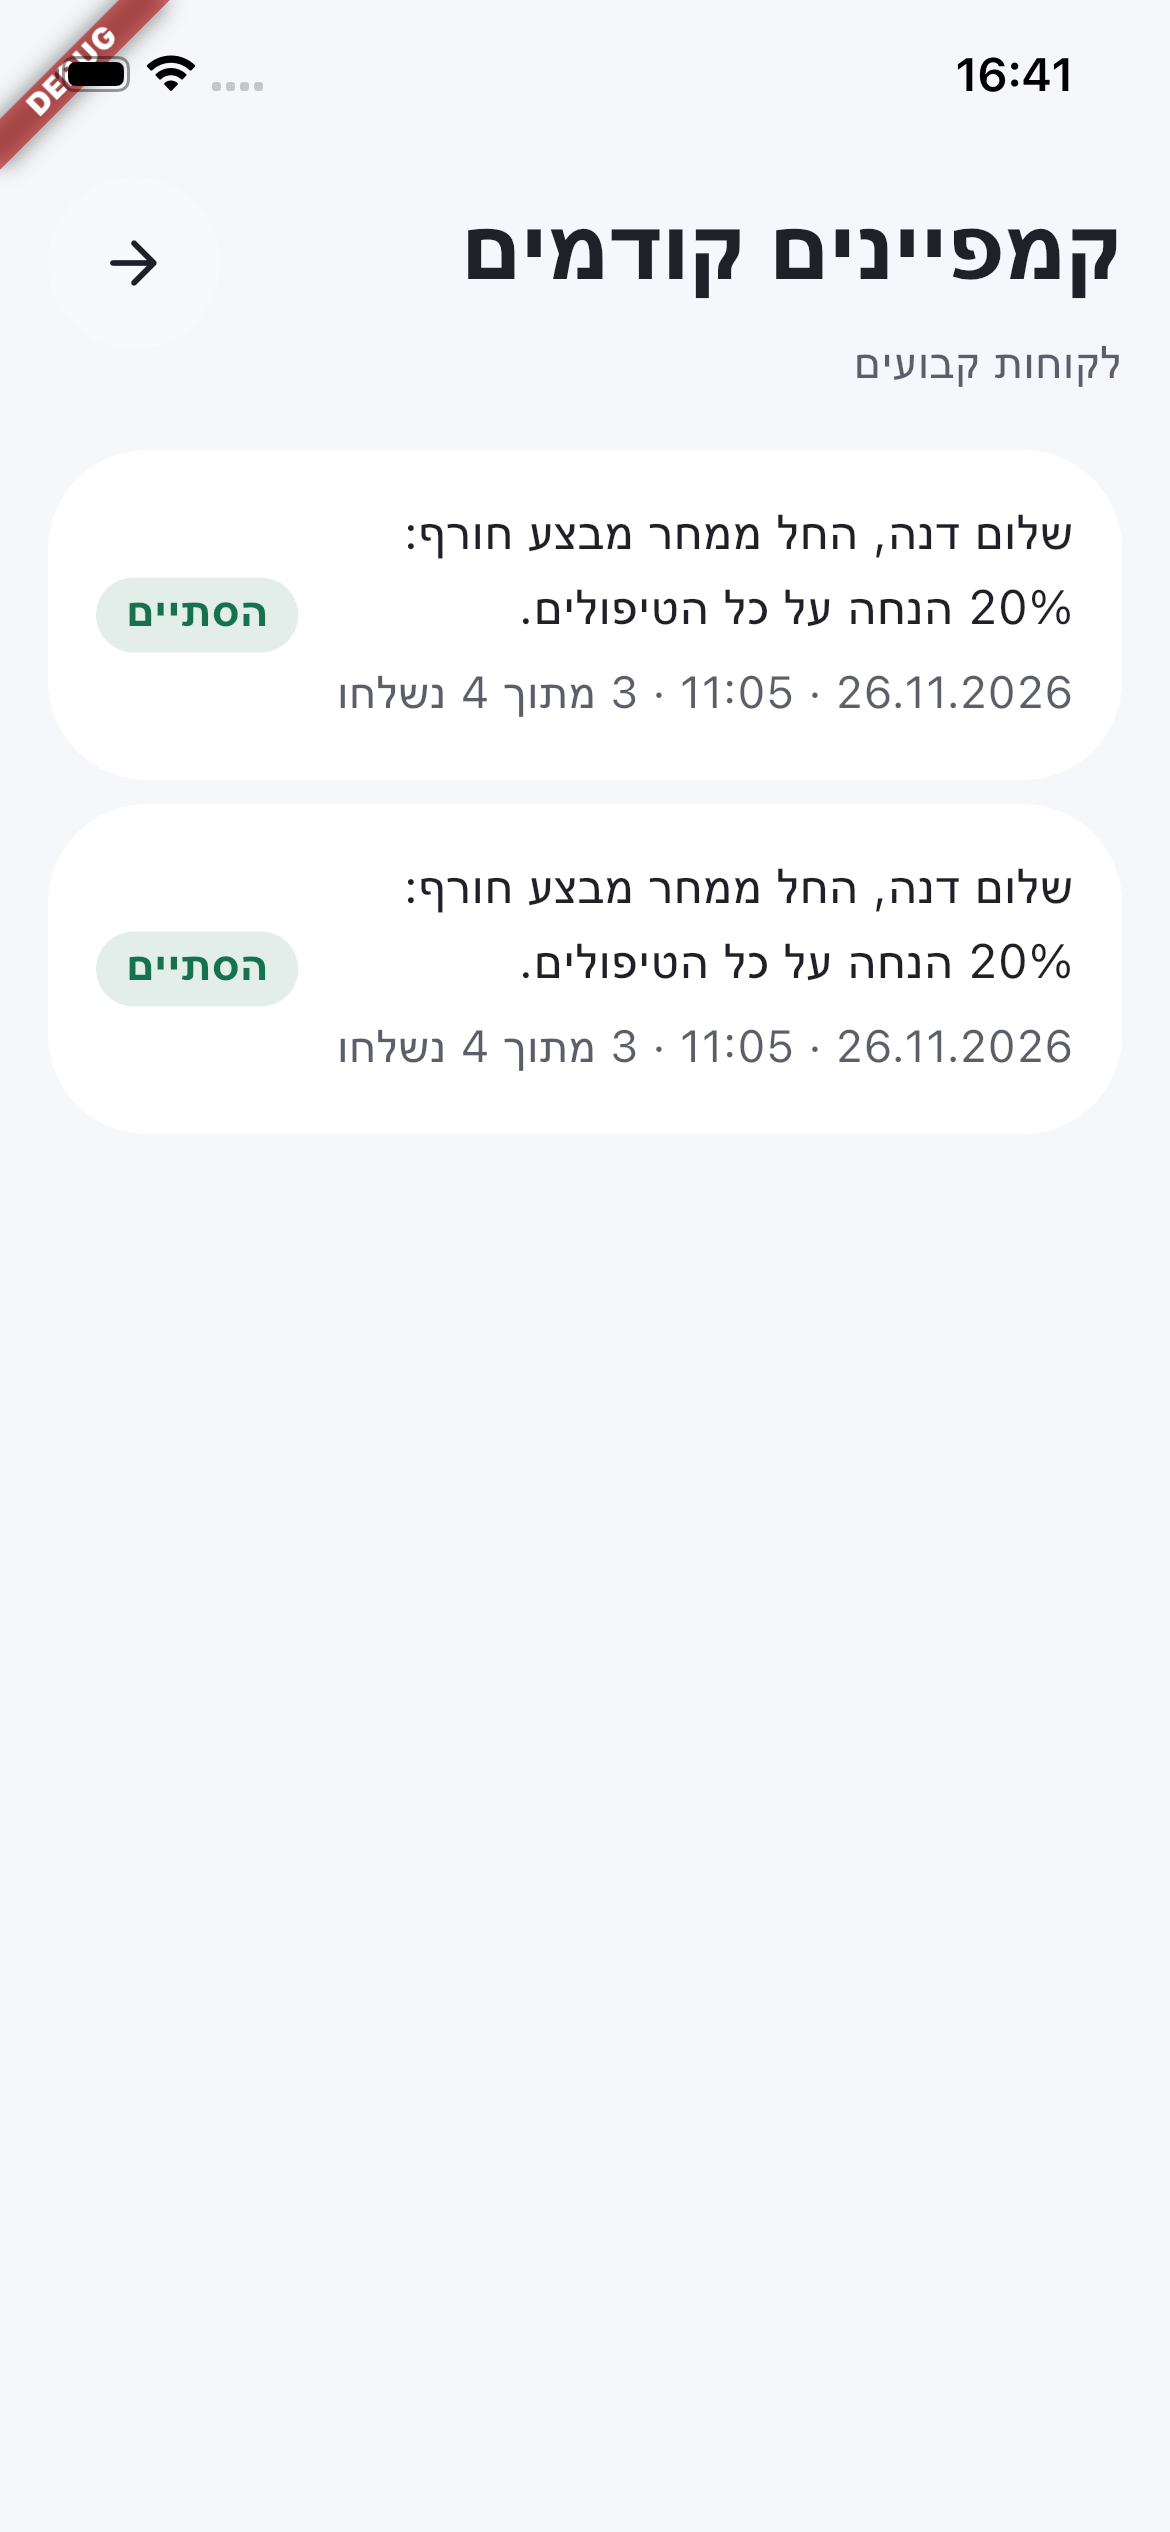 16:41
DEBUG
קמפיינים קודמים
לקוחות קבועים
שלום דנה, החל ממחר מבצע חורף:
20% הנחה על כל הטיפולים.
הסתיים
26.11.2026 · 11:05 · 3 מתוך 4 נשלחו
שלום דנה, החל ממחר מבצע חורף:
20% הנחה על כל הטיפולים.
הסתיים
26.11.2026 · 11:05 · 3 מתוך 4 נשלחו